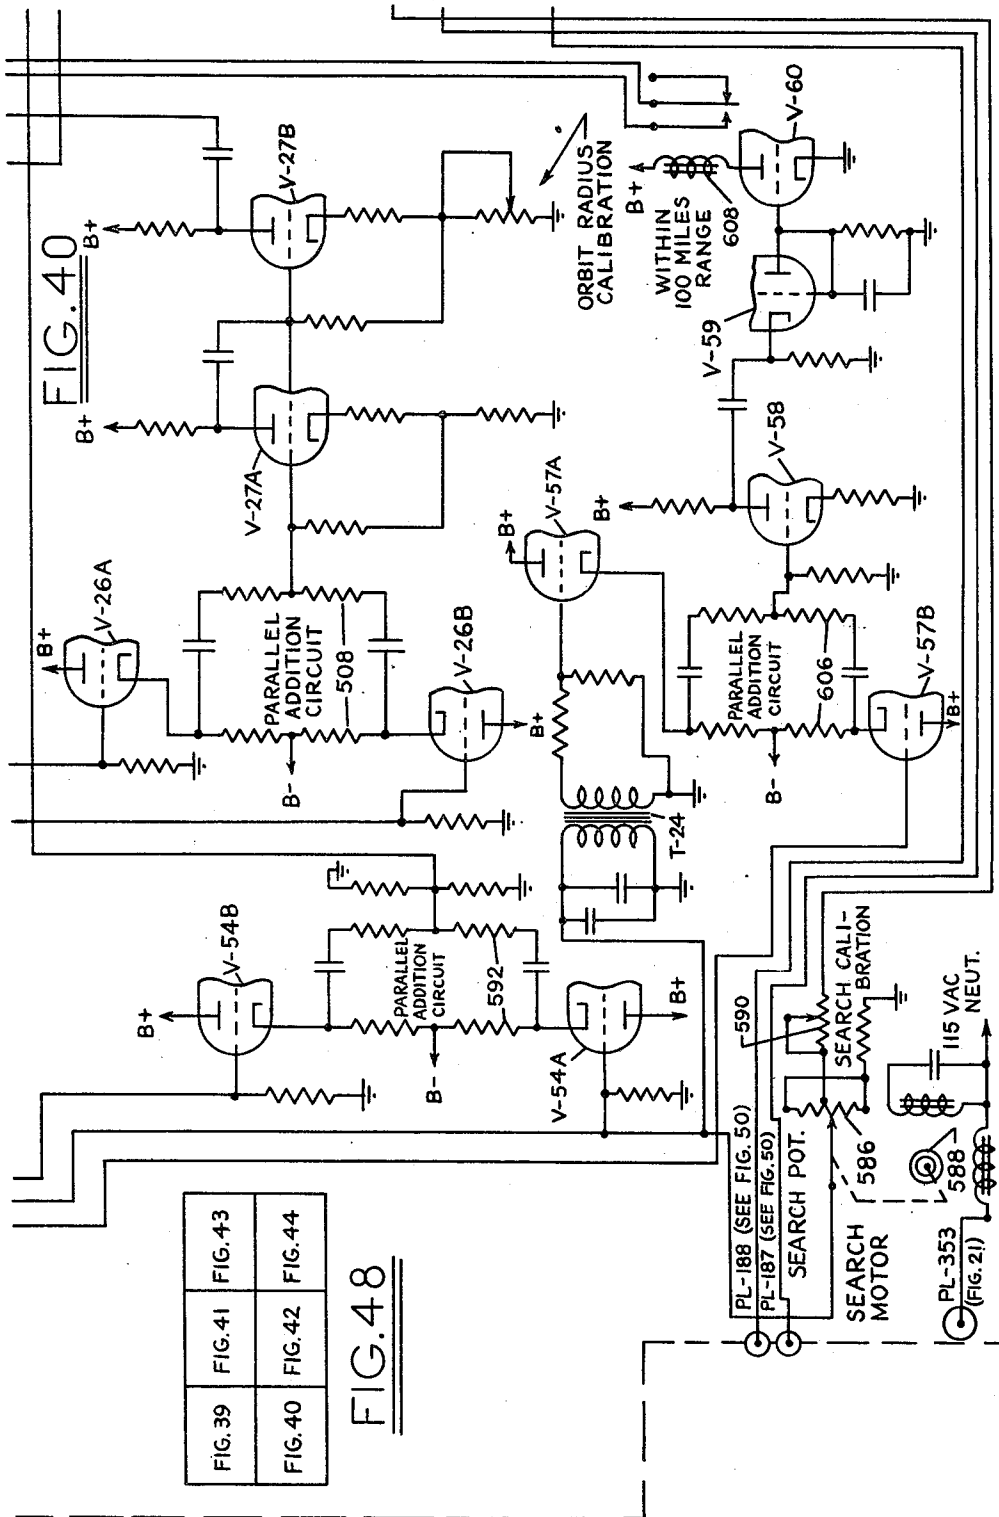 FIG. 40
B+
V-27B
B+
V-27A
ORBIT RADIUS
CALIBRATION
V-60
B+
WITHIN
100 MILES
RANGE
608
V-59
B+
V-58
B+
V-26A
PARALLEL
ADDITION
CIRCUIT
508
B-
V-26B
B+
B+
V-57A
T-24
PARALLEL
ADDITION
CIRCUIT
606
B-
V-57B
B+
B+
V-54B
PARALLEL
ADDITION
CIRCUIT
592
B-
V-54A
B+
590
SEARCH CALI-
BRATION
115 VAC
NEUT.
PL-188 (SEE FIG. 50)
PL-187 (SEE FIG. 50)
SEARCH POT.
586
588
SEARCH
MOTOR
PL-353
(FIG. 21)
FIG. 39 FIG. 41 FIG. 43
FIG. 40 FIG. 42 FIG. 44
FIG. 48